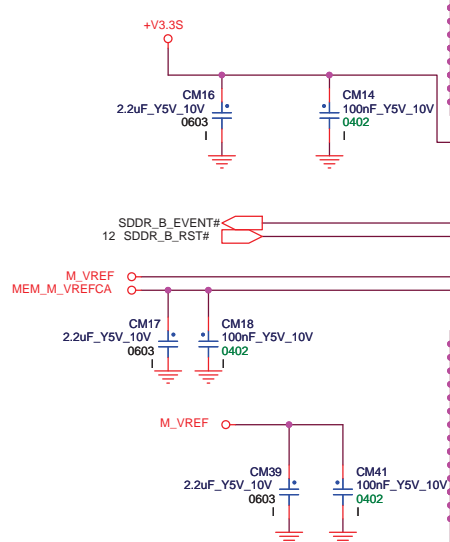 +V3.3S
CM16
2.2uF_Y5V_10V
0603
I
CM14
100nF_Y5V_10V
0402
I
SDDR_B_EVENT#
12 SDDR_B_RST#
M_VREF
MEM_M_VREFCA
CM17
2.2uF_Y5V_10V
0603
I
CM18
100nF_Y5V_10V
0402
I
M_VREF
CM39
2.2uF_Y5V_10V
0603
I
CM41
100nF_Y5V_10V
0402
I